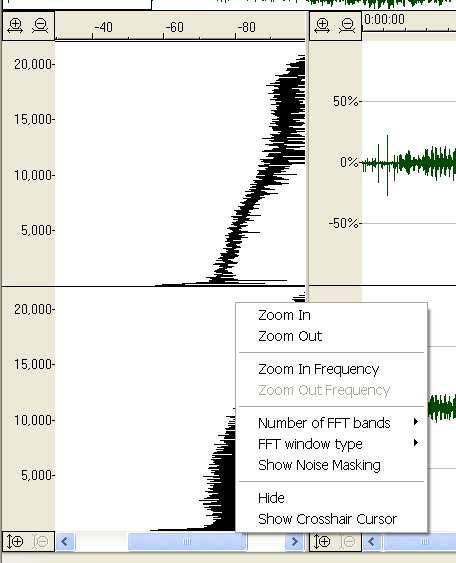 -40 -60 -80 0:00:00
20,000
15,000
10,000
5,000
50%
0%
-50%
20,000
15,000
10,000
5,000
Zoom In
Zoom Out
Zoom In Frequency
Zoom Out Frequency
Number of FFT bands
FFT window type
Show Noise Masking
Hide
Show Crosshair Cursor